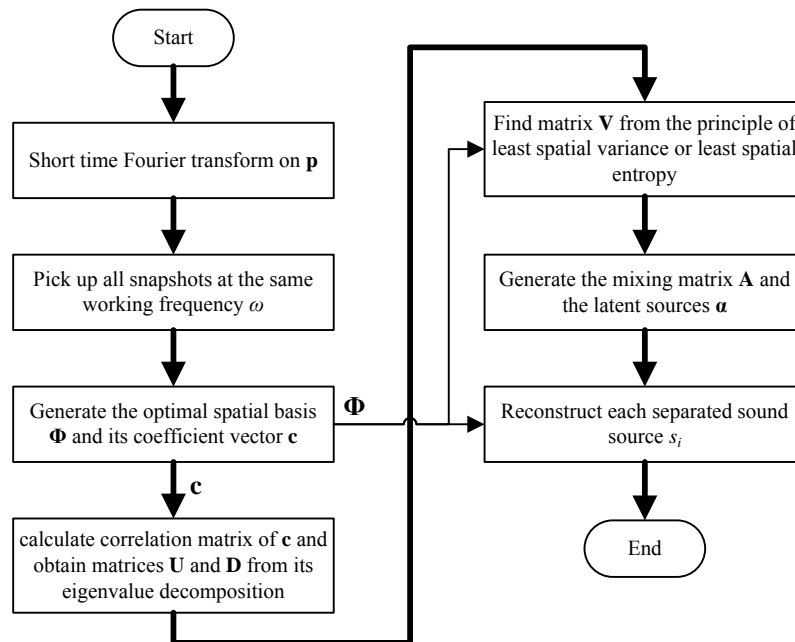 Start
Short time Fourier transform on p
Pick up all snapshots at the same
working frequency ω
Generate the optimal spatial basis
Φ and its coefficient vector c
Φ
c
calculate correlation matrix of c and
obtain matrices U and D from its
eigenvalue decomposition
Find matrix V from the principle of
least spatial variance or least spatial
entropy
Generate the mixing matrix A and
the latent sources α
Reconstruct each separated sound
source si
End